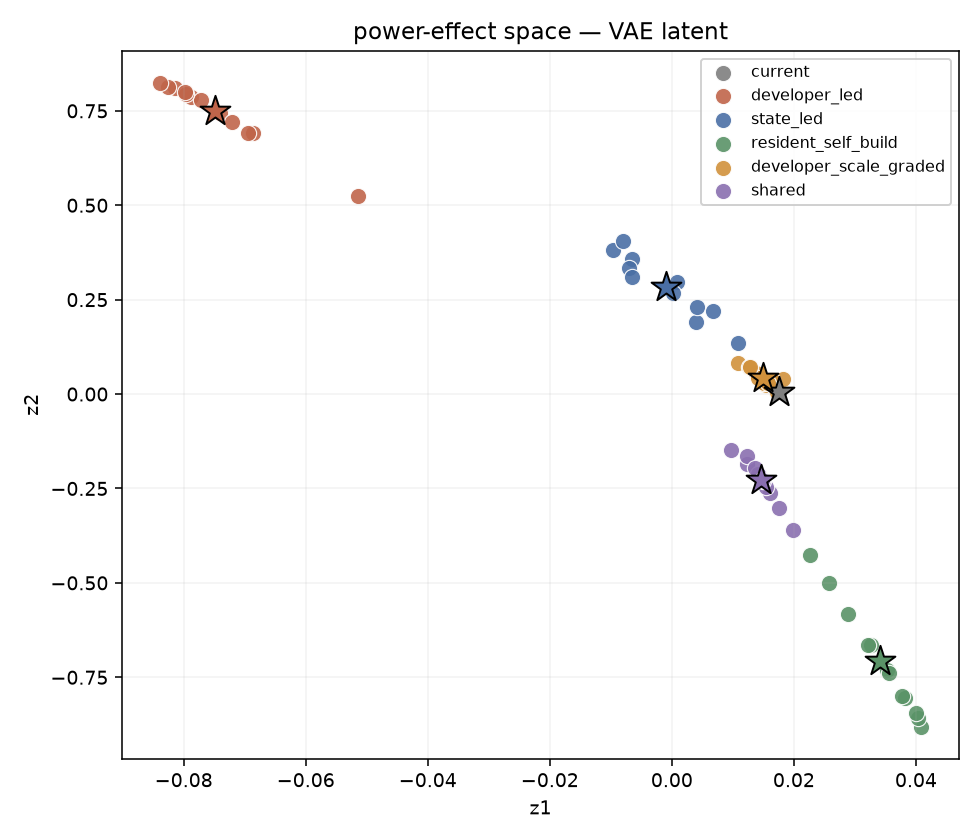 power-effect space — VAE latent
current
developer_led
state_led
resident_self_build
developer_scale_graded
shared
0.75
0.50
0.25
0.00
−0.25
−0.50
−0.75
z2
−0.08
−0.06
−0.04
−0.02
0.00
0.02
0.04
z1